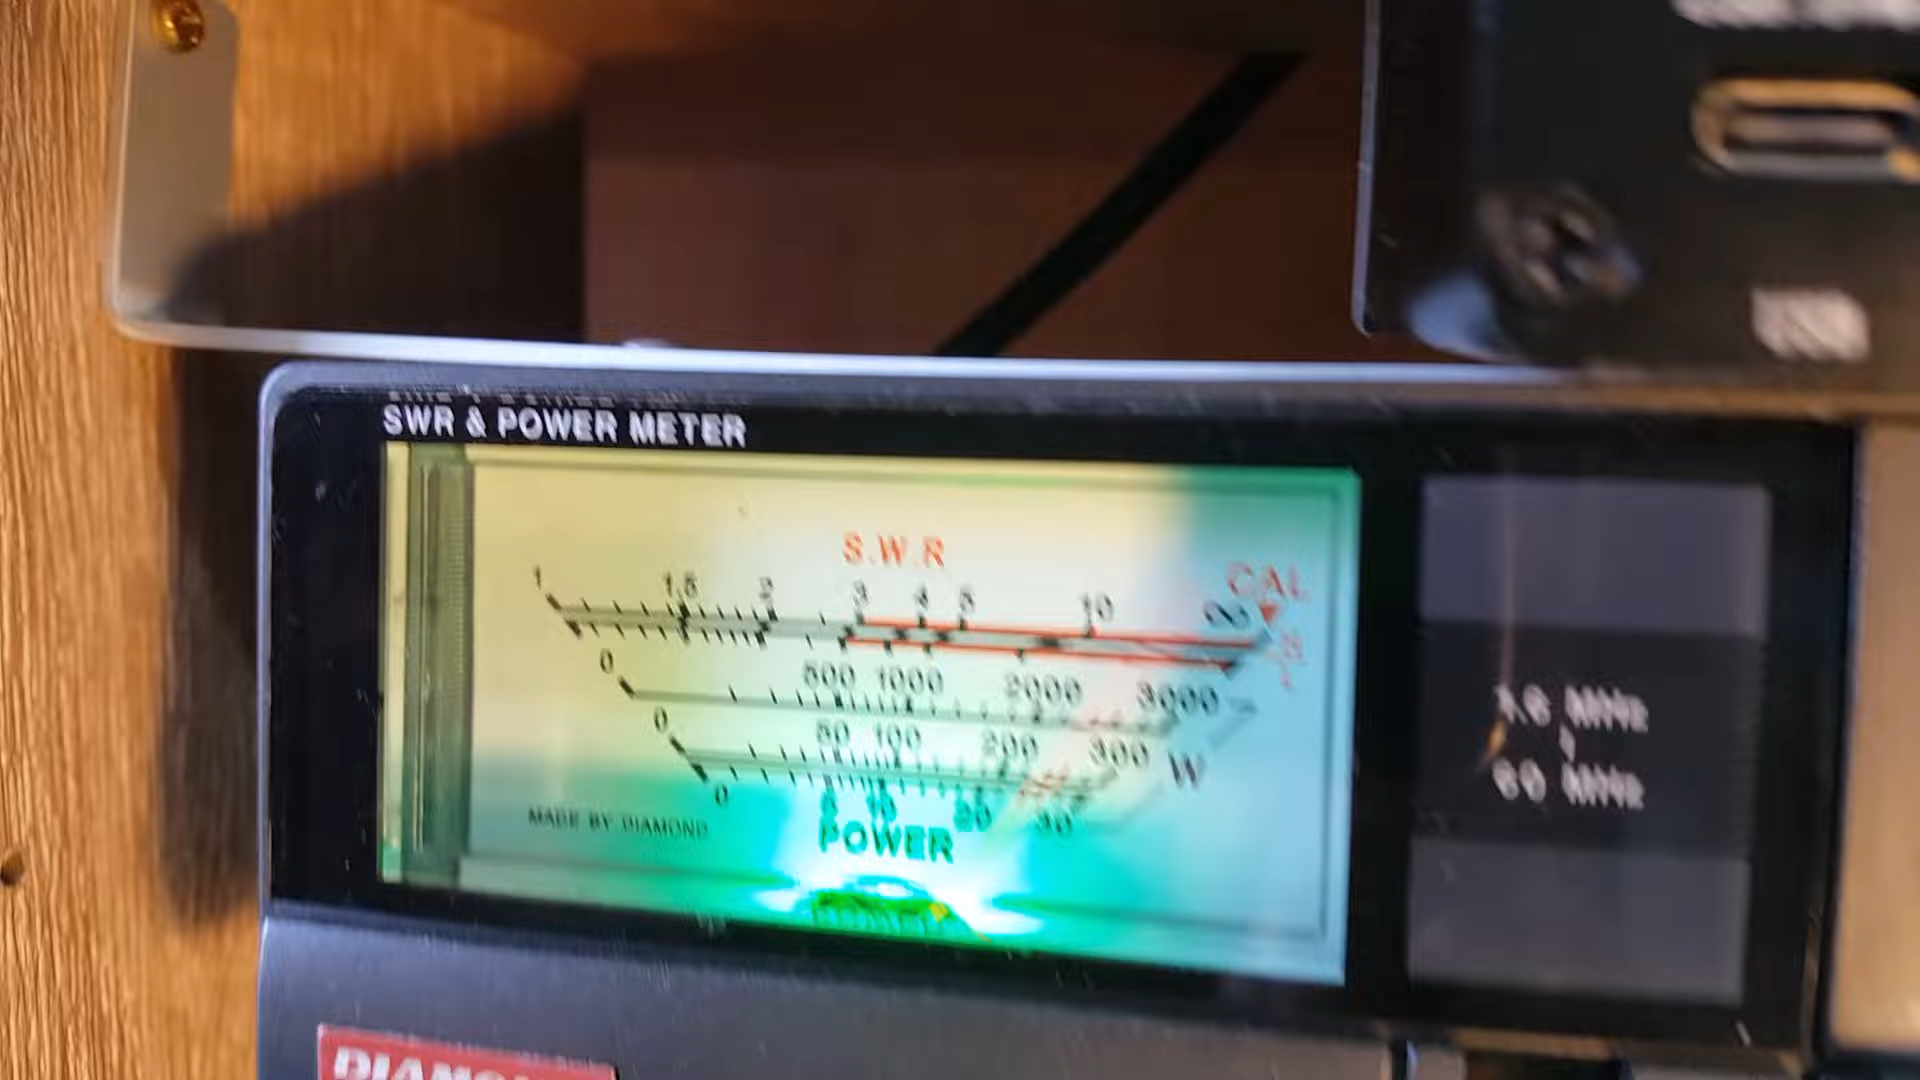 SWR & POWER METER
S.W.R
CAL
1 1.5 2 3 4 5 10 ∞
0 500 1000 2000 3000
0 50 100 200 300 W
0 5 10 20 30
MADE BY DIAMOND
POWER
1.6 MHz
60 MHz